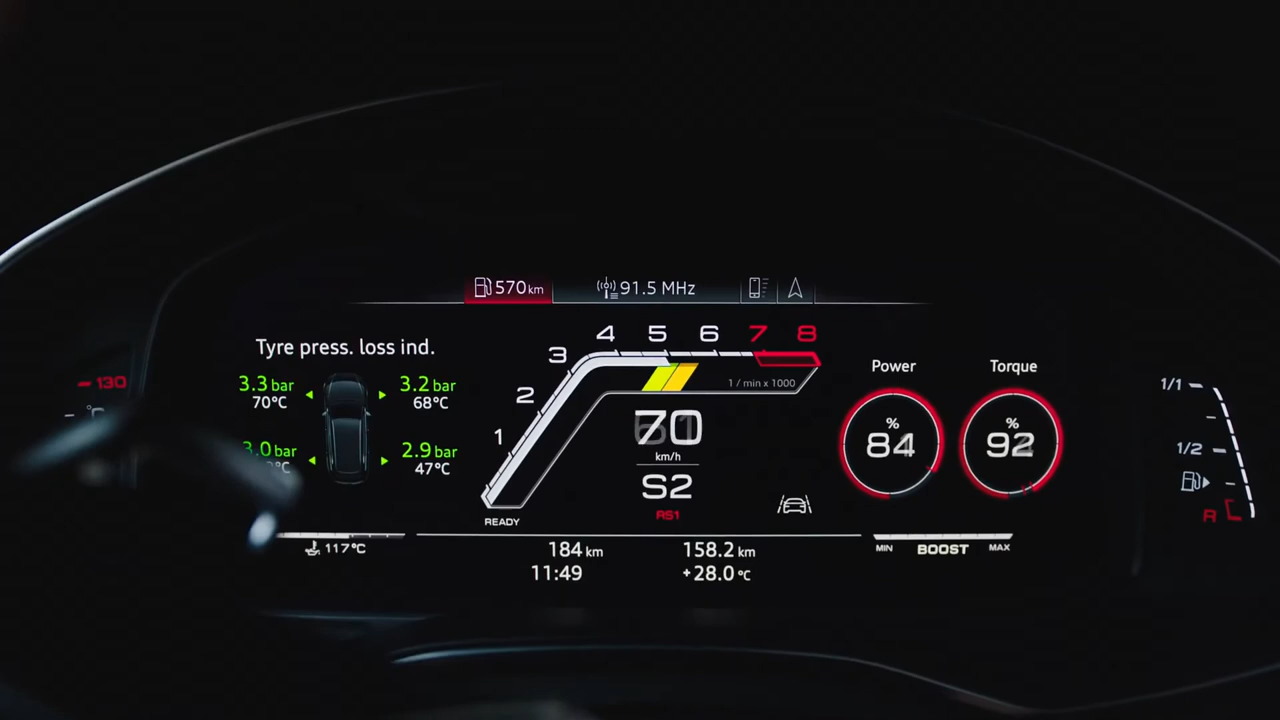 570 km
91.5 MHz
4 5 6 7 8
3
2
1
1 / min x 1000
Tyre press. loss ind.
3.3 bar
70°C
3.2 bar
68°C
3.0 bar
°C
2.9 bar
47°C
130
°C
70
km/h
S2
RS1
READY
Power
%
84
Torque
%
92
1/1
1/2
R
117°C
184 km
158.2 km
11:49
+28.0 °C
MIN BOOST MAX